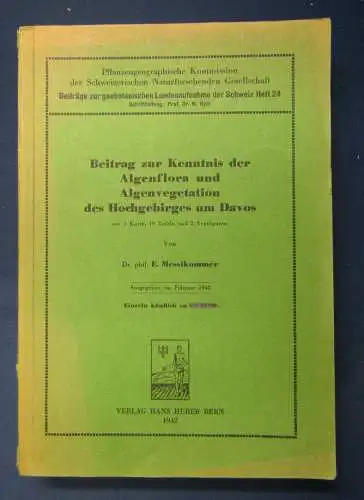 Pflanzengeographische Kommission
der Schweizerischen Naturforschenden Gesellschaft
Beiträge zur geobotanischen Landesaufnahme der Schweiz Heft 24
Schriftleitung: Prof. Dr.
Beitrag zur Kenntnis der
Algenflora und
Algenvegetation
des Hochgebirges um Davos
mit 1 Karte, 19 Tafeln und 2 Textfiguren
Von
Dr. phil. E. Messikommer
Ausgegeben im Februar 1942
Einzeln käuflich zu
VERLAG HANS HUBER BERN
1942